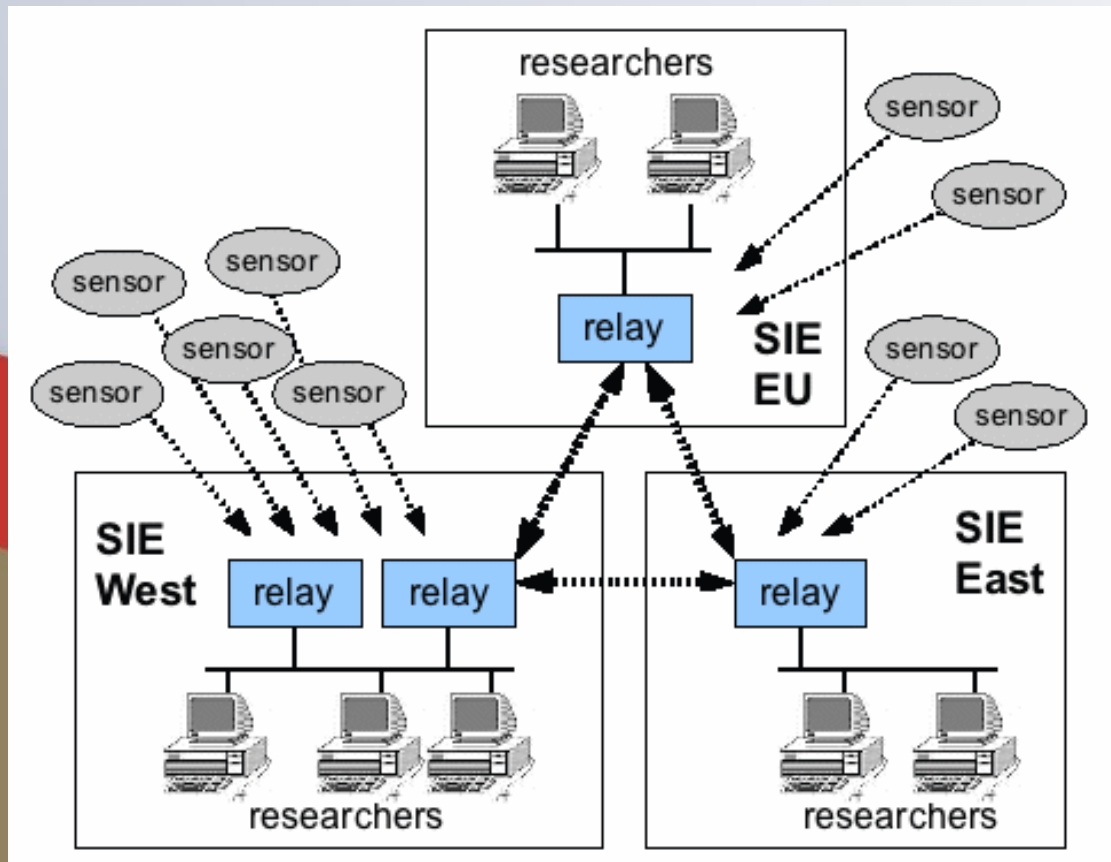 researchers
sensor
sensor
sensor
sensor
sensor
sensor
sensor
relay
SIE
EU
sensor
sensor
SIE
West
relay
relay
researchers
SIE
East
relay
researchers